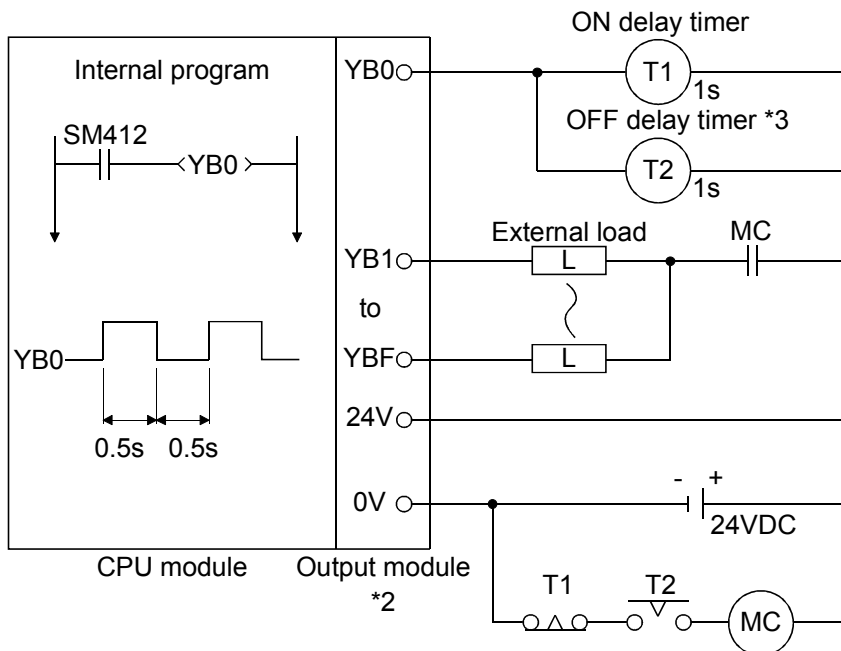 ON delay timer
Internal program
YB0
T1
1s
SM412
OFF delay timer *3
YB0
T2
1s
External load
MC
YB1
L
to
YB0
YBF
L
24V
0.5s
0.5s
0V
- +
24VDC
CPU module
Output module
*2
T1
T2
MC